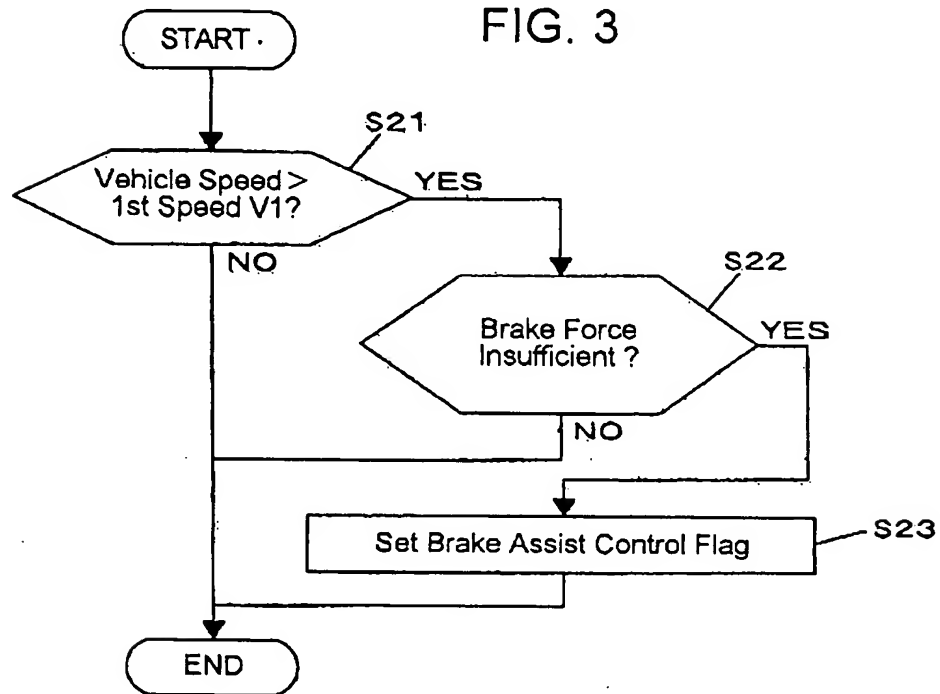 FIG. 3
START
S21
Vehicle Speed >
1st Speed V1?
YES
NO
S22
Brake Force
Insufficient ?
YES
NO
Set Brake Assist Control Flag
S23
END